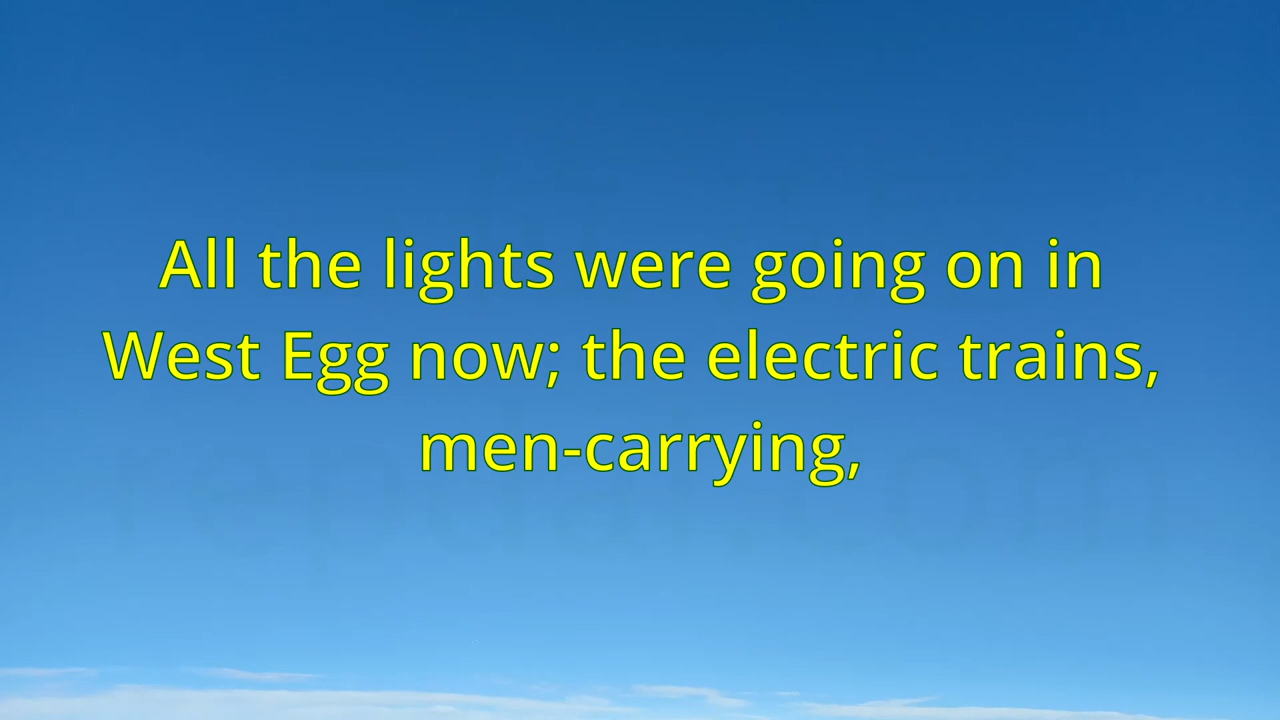 All the lights were going on in
West Egg now; the electric trains,
men-carrying,